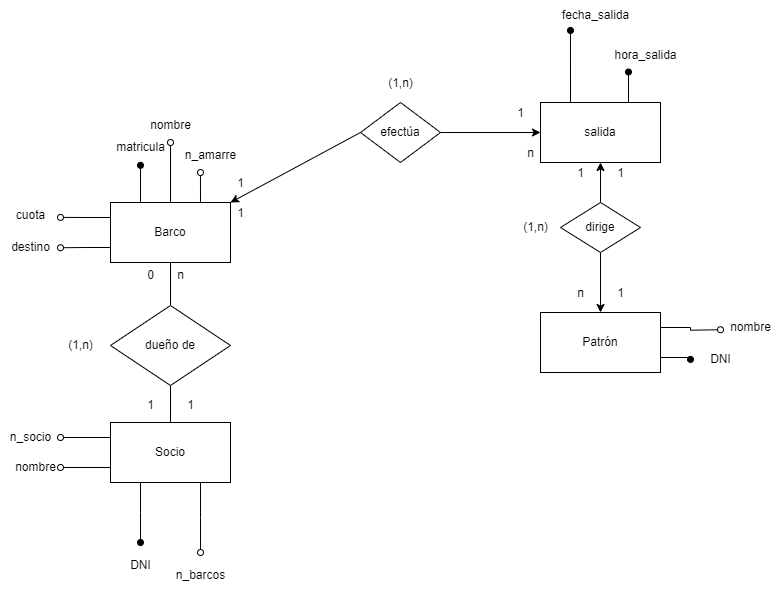 fecha_salida
hora_salida
(1,n)
nombre
1
matricula
efectúa
salida
n_amarre
n
1
1 1
cuota
1
Barco
(1,n)
dirige
destino
0 n
n 1
nombre
(1,n)
dueño de
Patrón
DNI
1 1
n_socio
Socio
nombre
DNI
n_barcos